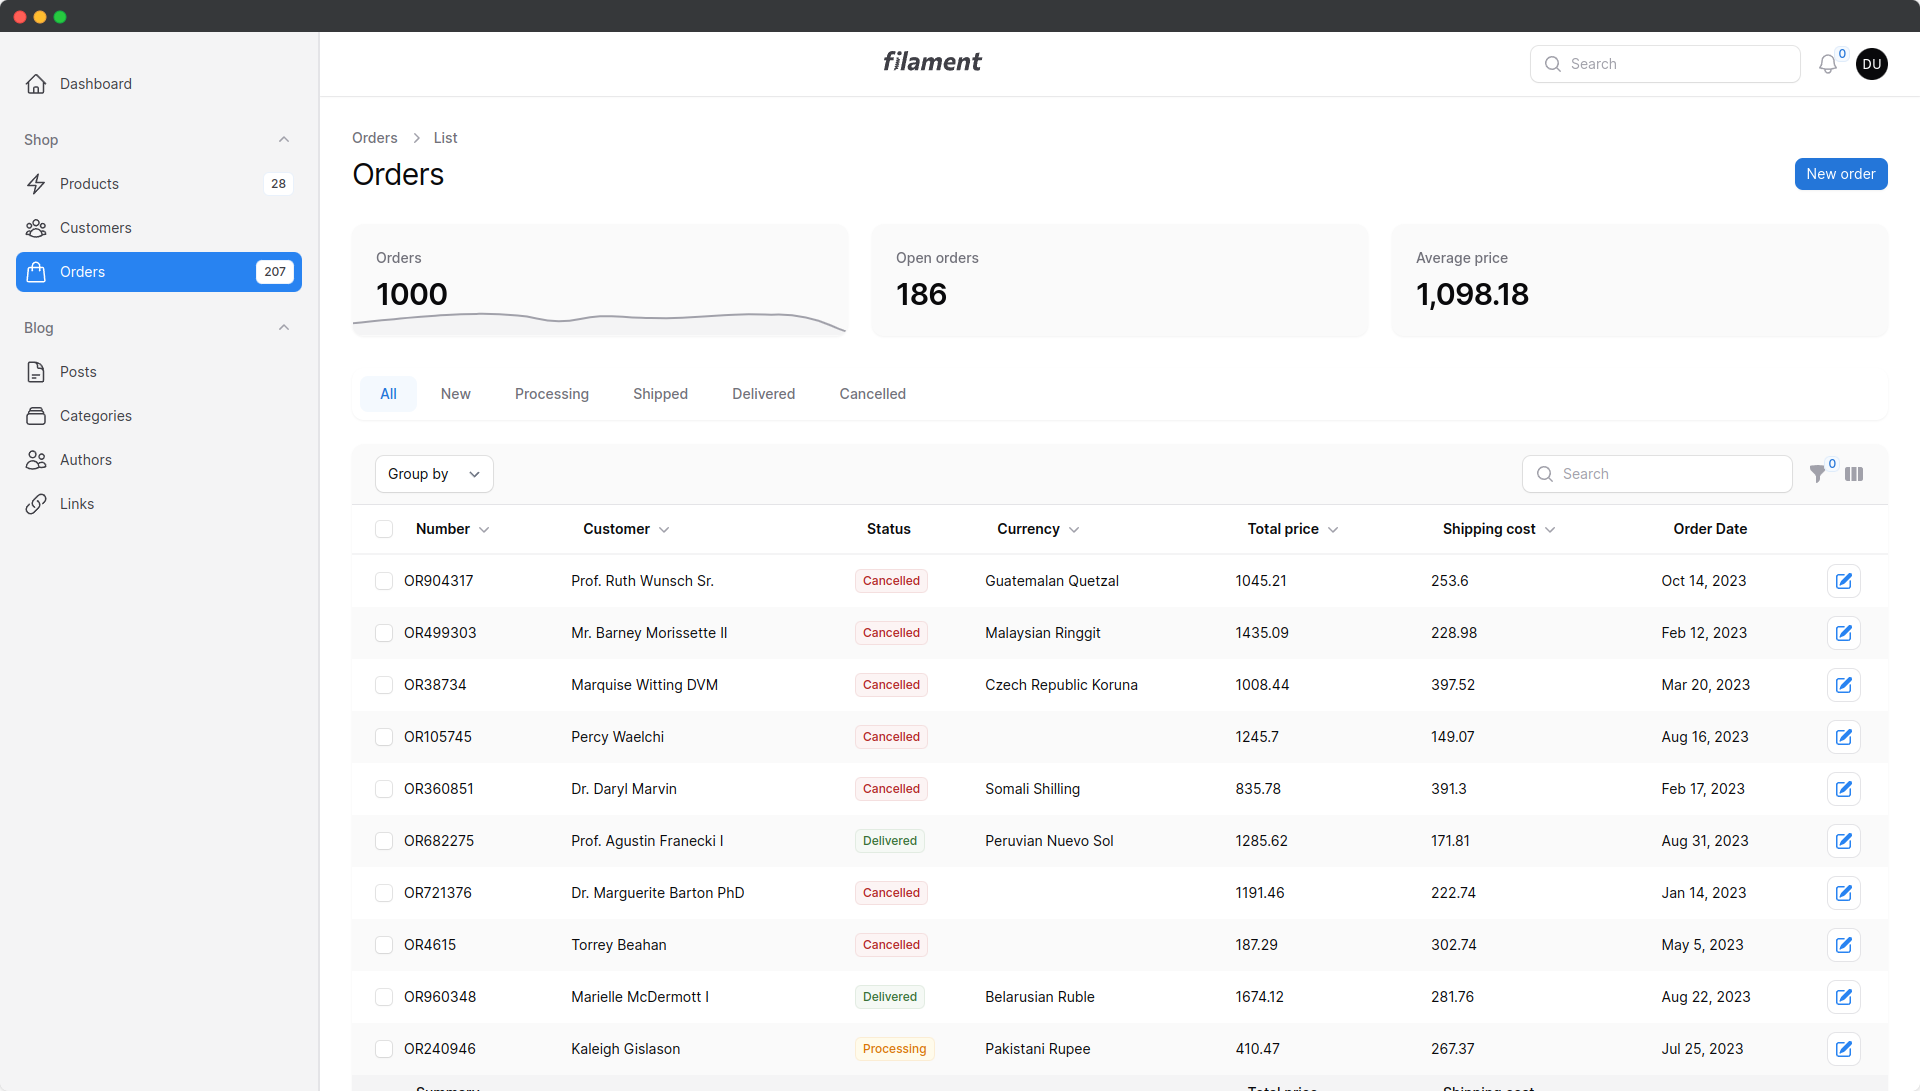 filament
Search
0
DU
Dashboard
Shop
Products 28
Customers
Orders 207
Blog
Posts
Categories
Authors
Links
Orders > List
Orders
New order
Orders
1000
Open orders
186
Average price
1,098.18
All New Processing Shipped Delivered Cancelled
Group by
Search
0
Number Customer Status Currency Total price Shipping cost Order Date
OR904317 Prof. Ruth Wunsch Sr. Cancelled Guatemalan Quetzal 1045.21 253.6 Oct 14, 2023
OR499303 Mr. Barney Morissette II Cancelled Malaysian Ringgit 1435.09 228.98 Feb 12, 2023
OR38734 Marquise Witting DVM Cancelled Czech Republic Koruna 1008.44 397.52 Mar 20, 2023
OR105745 Percy Waelchi Cancelled 1245.7 149.07 Aug 16, 2023
OR360851 Dr. Daryl Marvin Cancelled Somali Shilling 835.78 391.3 Feb 17, 2023
OR682275 Prof. Agustin Franecki I Delivered Peruvian Nuevo Sol 1285.62 171.81 Aug 31, 2023
OR721376 Dr. Marguerite Barton PhD Cancelled 1191.46 222.74 Jan 14, 2023
OR4615 Torrey Beahan Cancelled 187.29 302.74 May 5, 2023
OR960348 Marielle McDermott I Delivered Belarusian Ruble 1674.12 281.76 Aug 22, 2023
OR240946 Kaleigh Gislason Processing Pakistani Rupee 410.47 267.37 Jul 25, 2023
Summary Total price Shipping cost